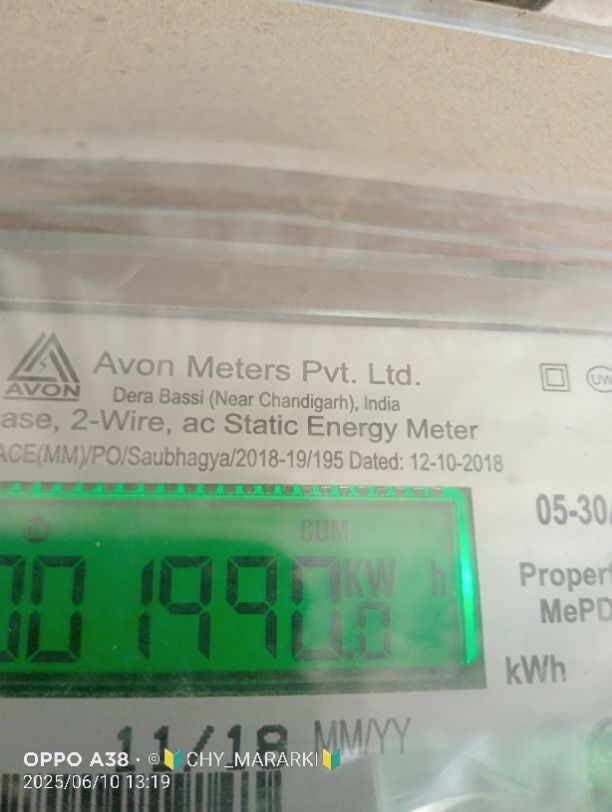 AVON
Avon Meters Pvt. Ltd.
Dera Bassi (Near Chandigarh), India
ase, 2-Wire, ac Static Energy Meter
ACE(MM)/PO/Saubhagya/2018-19/195 Dated: 12-10-2018
UW
05-30
CUM
001990.0 KW h
Proper
MePD
kWh
11/18 MM/YY
OPPO A38 · ©🔰CHY_MARARKI🔰
2025/06/10 13:19